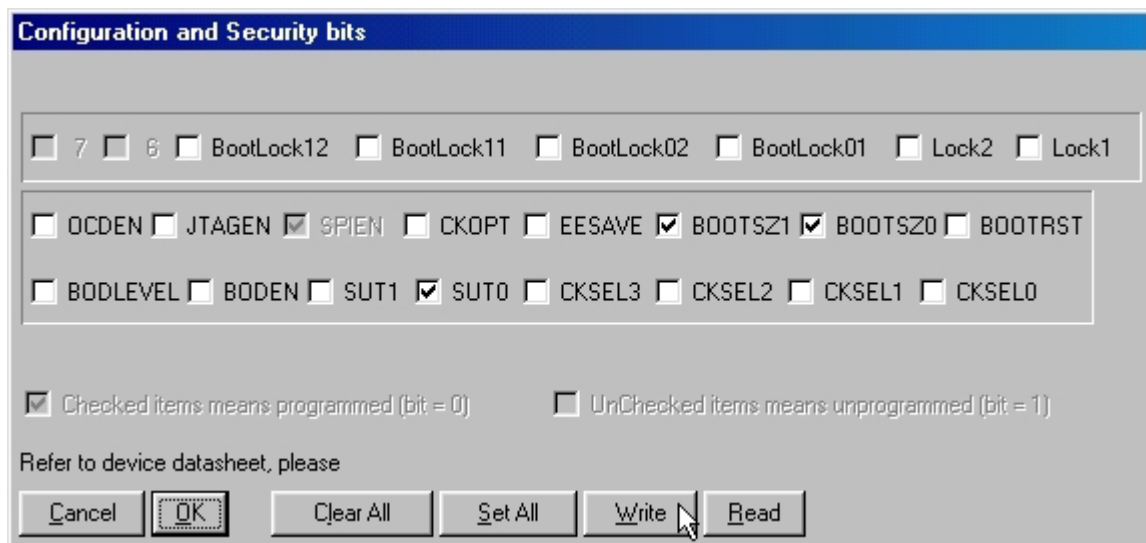 Configuration and Security bits
7 6 BootLock12 BootLock11 BootLock02 BootLock01 Lock2 Lock1
OCDEN JTAGEN SPIEN CKOPT EESAVE BOOTSZ1 BOOTSZ0 BOOTRST
BODLEVEL BODEN SUT1 SUT0 CKSEL3 CKSEL2 CKSEL1 CKSEL0
Checked items means programmed (bit = 0) UnChecked items means unprogrammed (bit = 1)
Refer to device datasheet, please
Cancel OK Clear All Set All Write Read